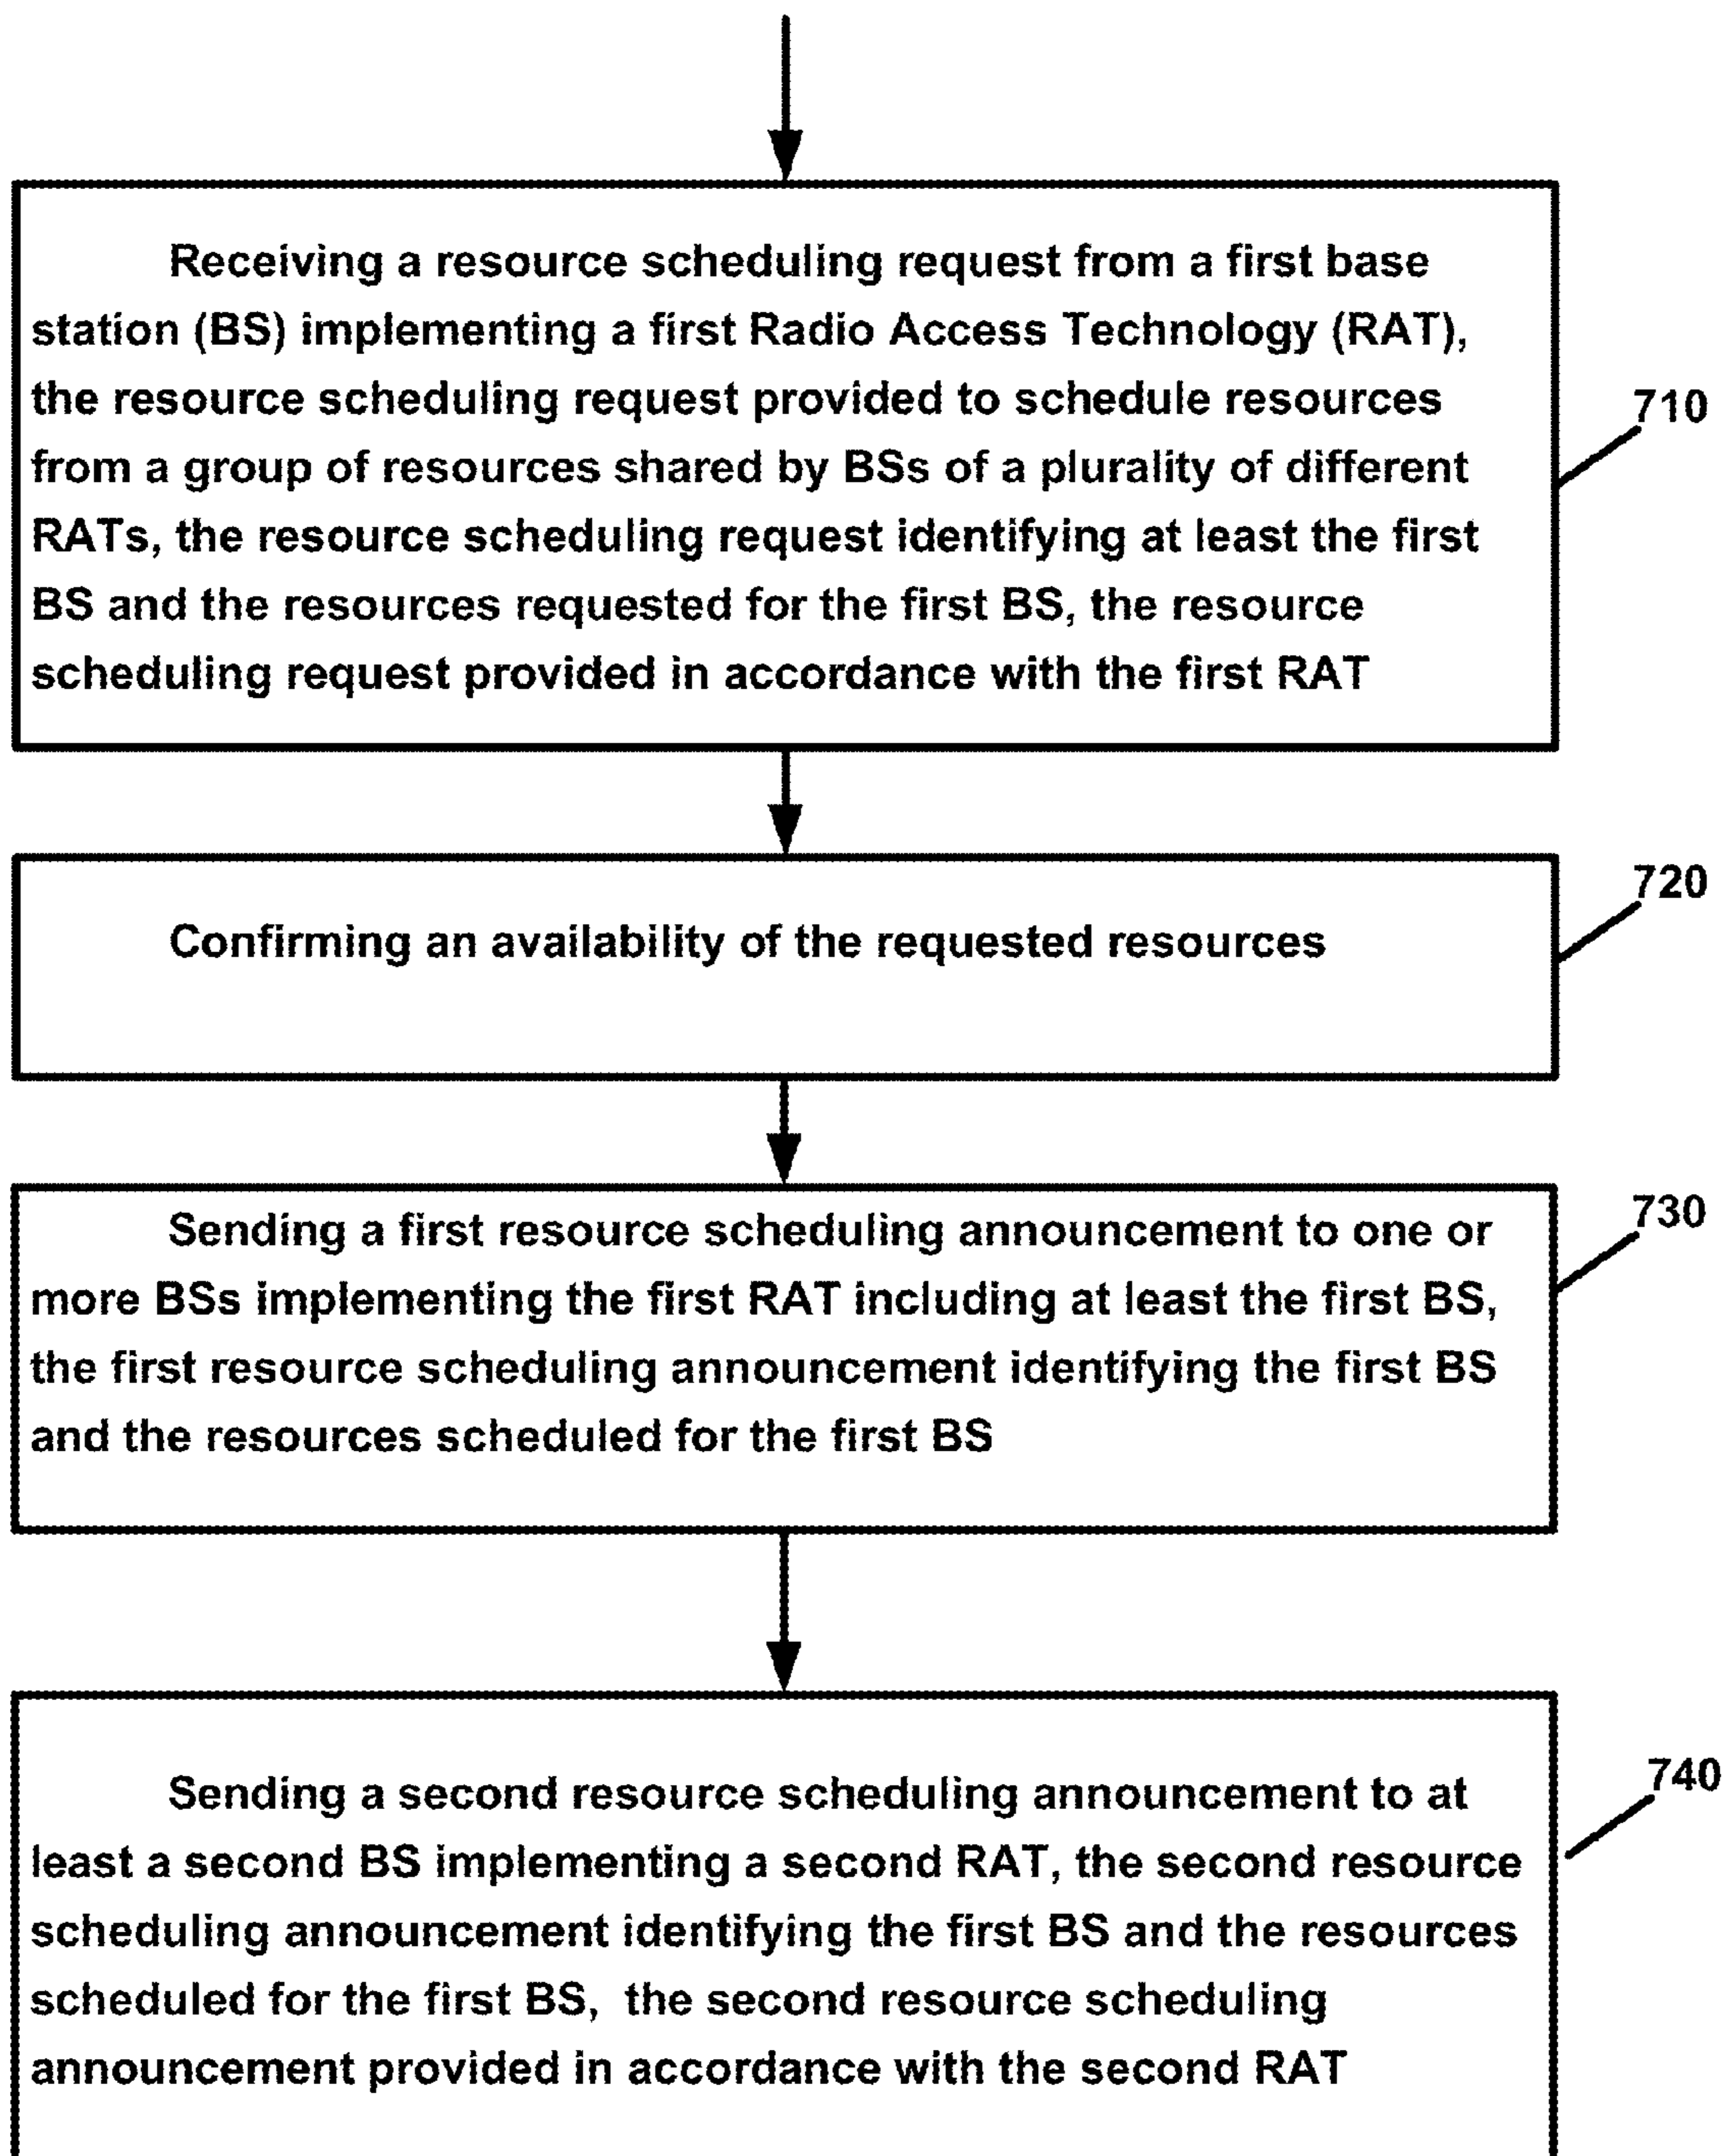 Receiving a resource scheduling request from a first base
station (BS) implementing a first Radio Access Technology (RAT),
the resource scheduling request provided to schedule resources
from a group of resources shared by BSs of a plurality of different
RATs, the resource scheduling request identifying at least the first
BS and the resources requested for the first BS, the resource
scheduling request provided in accordance with the first RAT
710
Confirming an availability of the requested resources
720
Sending a first resource scheduling announcement to one or
more BSs implementing the first RAT including at least the first BS,
the first resource scheduling announcement identifying the first BS
and the resources scheduled for the first BS
730
Sending a second resource scheduling announcement to at
least a second BS implementing a second RAT, the second resource
scheduling announcement identifying the first BS and the resources
scheduled for the first BS, the second resource scheduling
announcement provided in accordance with the second RAT
740